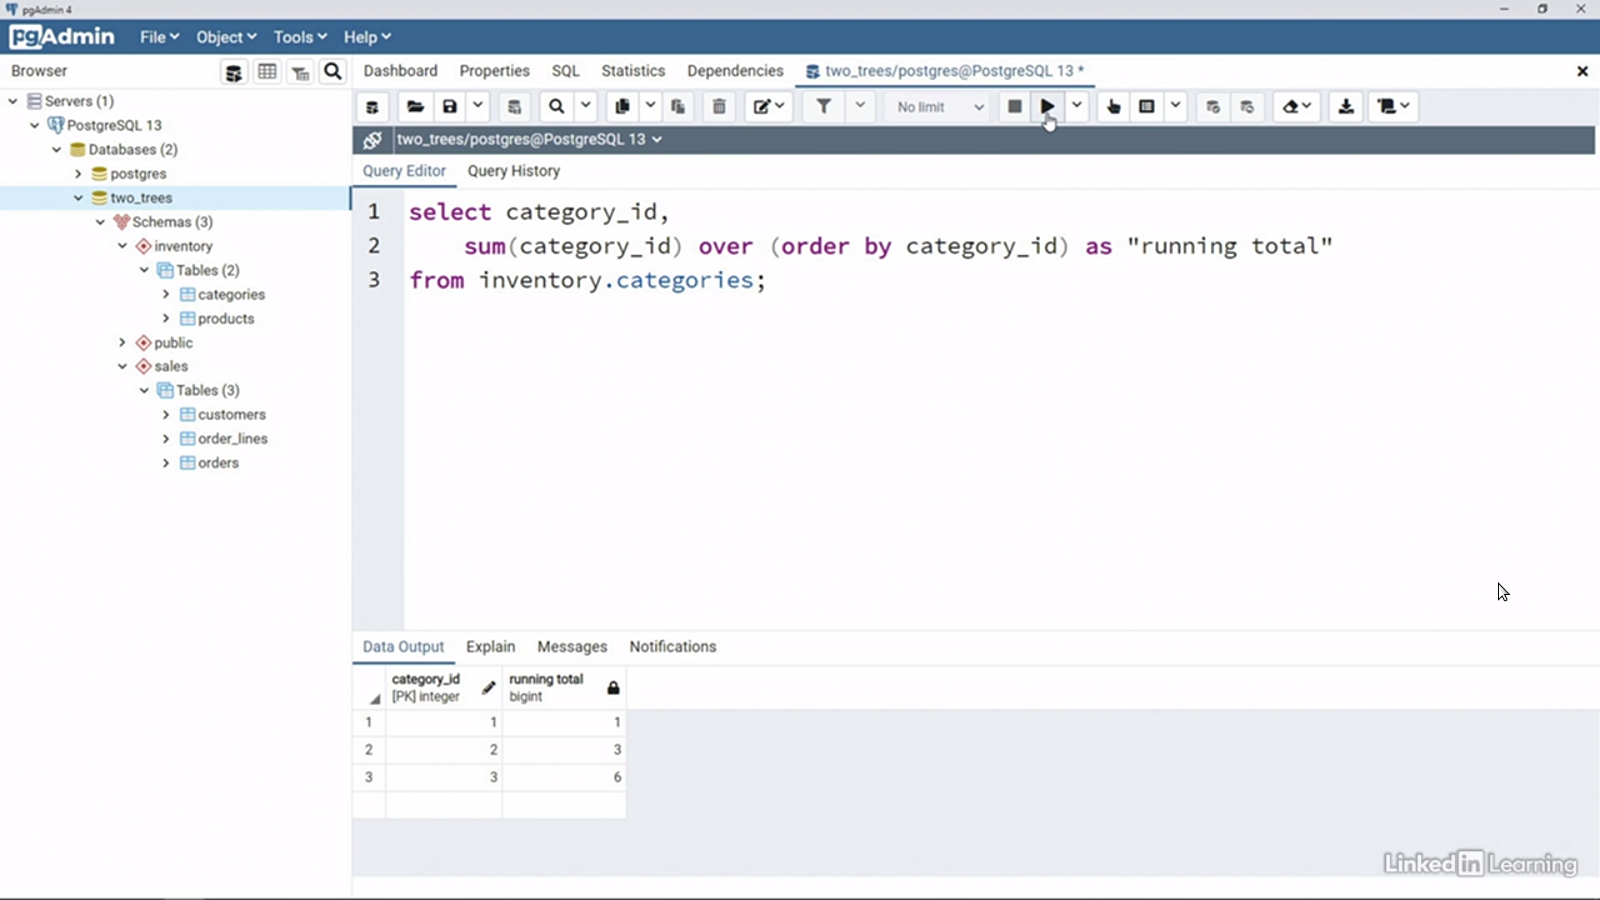 pgAdmin 4
pgAdmin File Object Tools Help
Browser
Dashboard Properties SQL Statistics Dependencies two_trees/postgres@PostgreSQL 13 *
No limit
two_trees/postgres@PostgreSQL 13
Servers (1)
PostgreSQL 13
Databases (2)
postgres
two_trees
Schemas (3)
inventory
Tables (2)
categories
products
public
sales
Tables (3)
customers
order_lines
orders
Query Editor Query History
1 select category_id,
2 sum(category_id) over (order by category_id) as "running total"
3 from inventory.categories;
Data Output Explain Messages Notifications
category_id running total
[PK] integer bigint
1 1 1
2 2 3
3 3 6
Linked in Learning